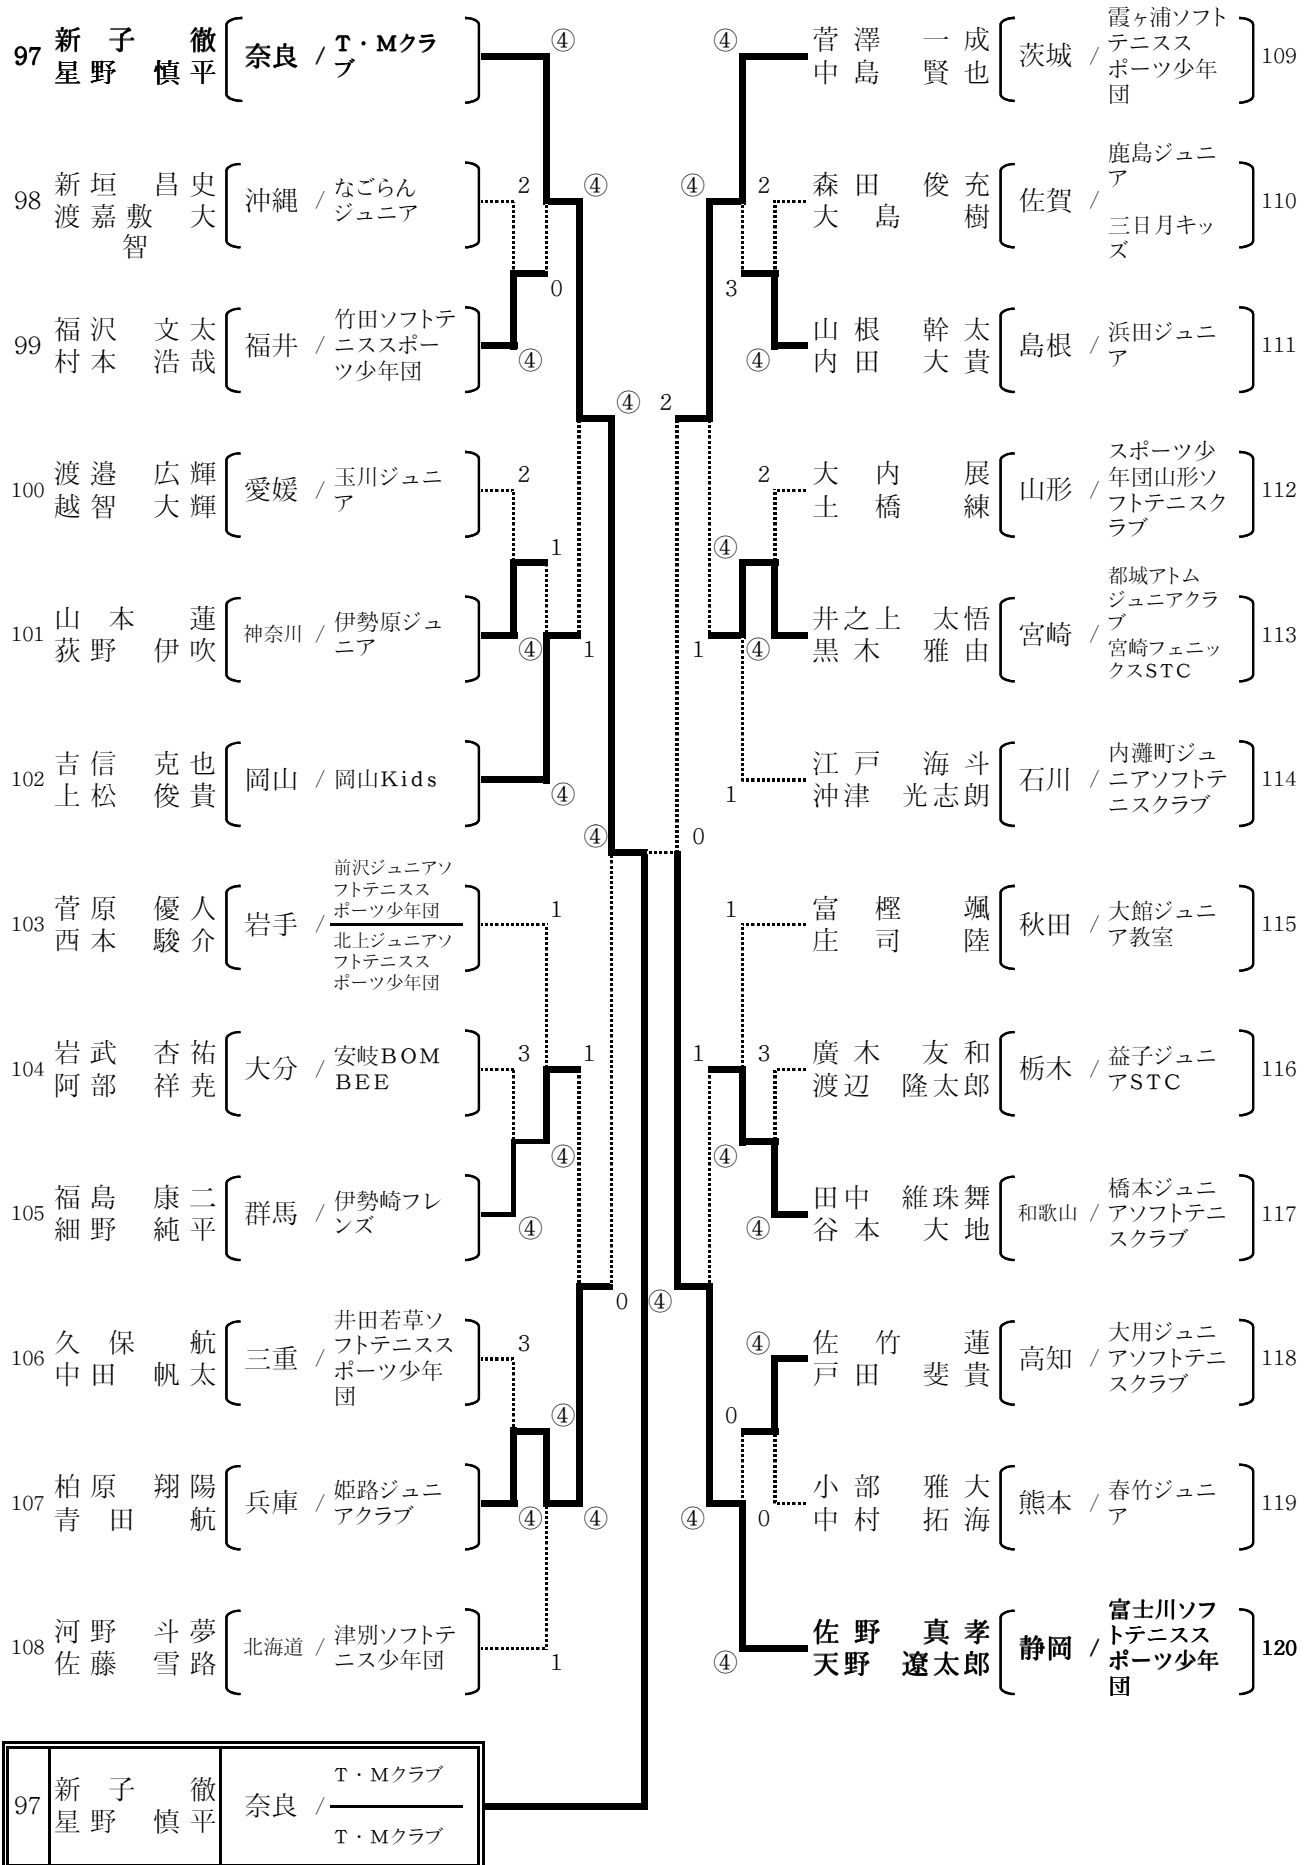 97 新子 徹 奈良 / T・Mクラ
星野 慎平 ブ
④
98 新垣 昌史 沖縄 / なごらん
渡嘉敷 大 ジュニア
智
2
④
0
99 福沢 文太 福井 / 竹田ソフトテ
村本 浩哉 ニススポー
ツ少年団
④
④
100 渡邉 広輝 愛媛 / 玉川ジュニ
越智 大輝 ア
2
1
101 山本 蓮 神奈川 / 伊勢原ジュ
荻野 伊吹 ニア
④
1
102 吉信 克也 岡山 / 岡山Kids
上松 俊貴
④
④
103 菅原 優人 岩手 / 前沢ジュニアソ
西本 駿介 フトテニスス
ポーツ少年団
北上ジュニアソ
フトテニスス
ポーツ少年団
1
104 岩武 杏祐 大分 / 安岐BOM
阿部 祥尭 BEE
3
1
④
105 福島 康二 群馬 / 伊勢崎フレ
細野 純平 ンズ
④
0
106 久保 航 三重 / 井田若草ソ
中田 帆太 フトテニスス
ポーツ少年
団
3
④
107 柏原 翔陽 兵庫 / 姫路ジュニ
青田 航 アクラブ
④
④
108 河野 斗夢 北海道 / 津別ソフトテ
佐藤 雪路 ニス少年団
1
97 新子 徹 奈良 / T・Mクラブ
星野 慎平 T・Mクラブ
④
菅澤 一成 茨城 / 霞ヶ浦ソフト 109
中島 賢也 テニスス
ポーツ少年
団
④
2
森田 俊充 佐賀 / 鹿島ジュニ 110
大島 樹 ア
三日月キッ
ズ
3
④
山根 幹太 島根 / 浜田ジュニ 111
内田 大貴 ア
2
2
大内 展 山形 / スポーツ少 112
土橋 練 年団山形ソ
フトテニスク
ラブ
④
1
④
井之上 太悟 宮崎 / 都城アトム 113
黒木 雅由 ジュニアクラ
ブ
宮崎フェニッ
クスSTC
1
江戸 海斗 石川 / 内灘町ジュ 114
沖津 光志朗 ニアソフトテ
ニスクラブ
0
1
富樫 颯 秋田 / 大館ジュニ 115
庄司 陸 ア教室
1
3
廣木 友和 栃木 / 益子ジュニ 116
渡辺 隆太郎 アSTC
④
④
田中 維珠舞 和歌山 / 橋本ジュニ 117
谷本 大地 アソフトテニ
スクラブ
④
④
佐竹 蓮 高知 / 大用ジュニ 118
戸田 斐貴 アソフトテニ
スクラブ
0
④
0
小部 雅大 熊本 / 春竹ジュニ 119
中村 拓海 ア
④
佐野 真孝 静岡 / 富士川ソフ 120
天野 遼太郎 トテニスス
ポーツ少年
団